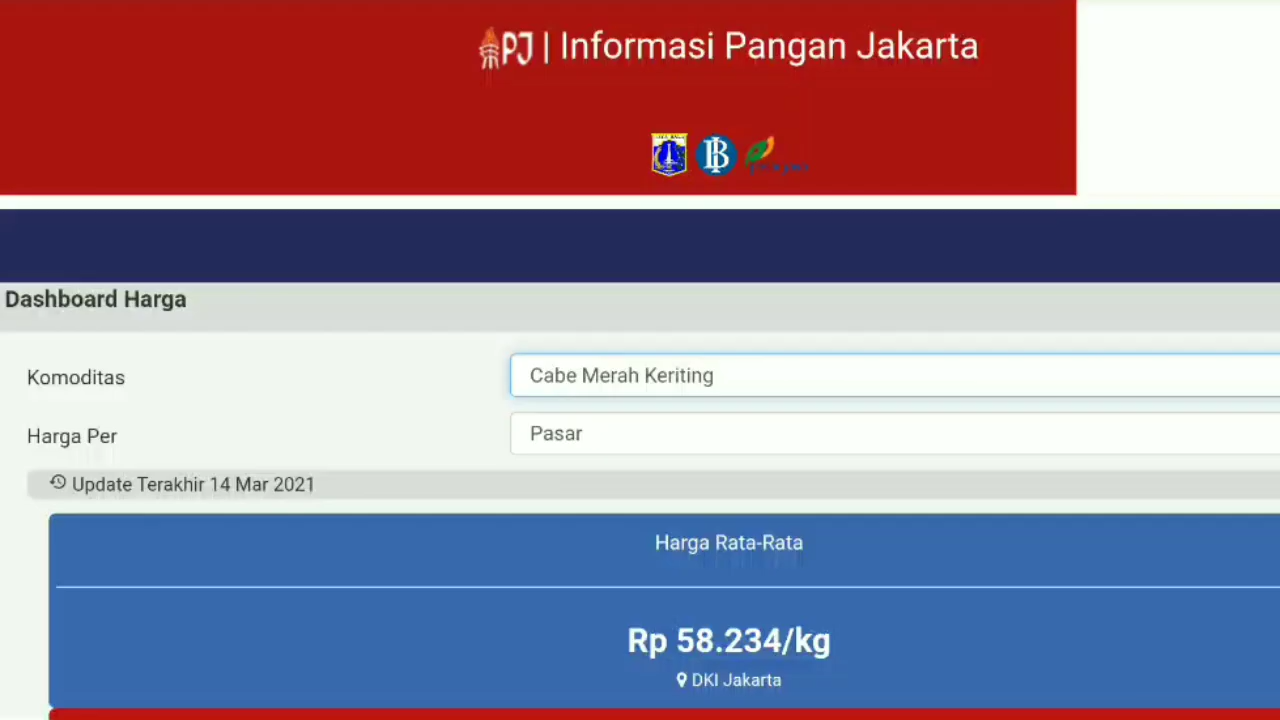 PJ | Informasi Pangan Jakarta
Dashboard Harga
Komoditas
Cabe Merah Keriting
Harga Per
Pasar
Update Terakhir 14 Mar 2021
Harga Rata-Rata
Rp 58.234/kg
DKI Jakarta